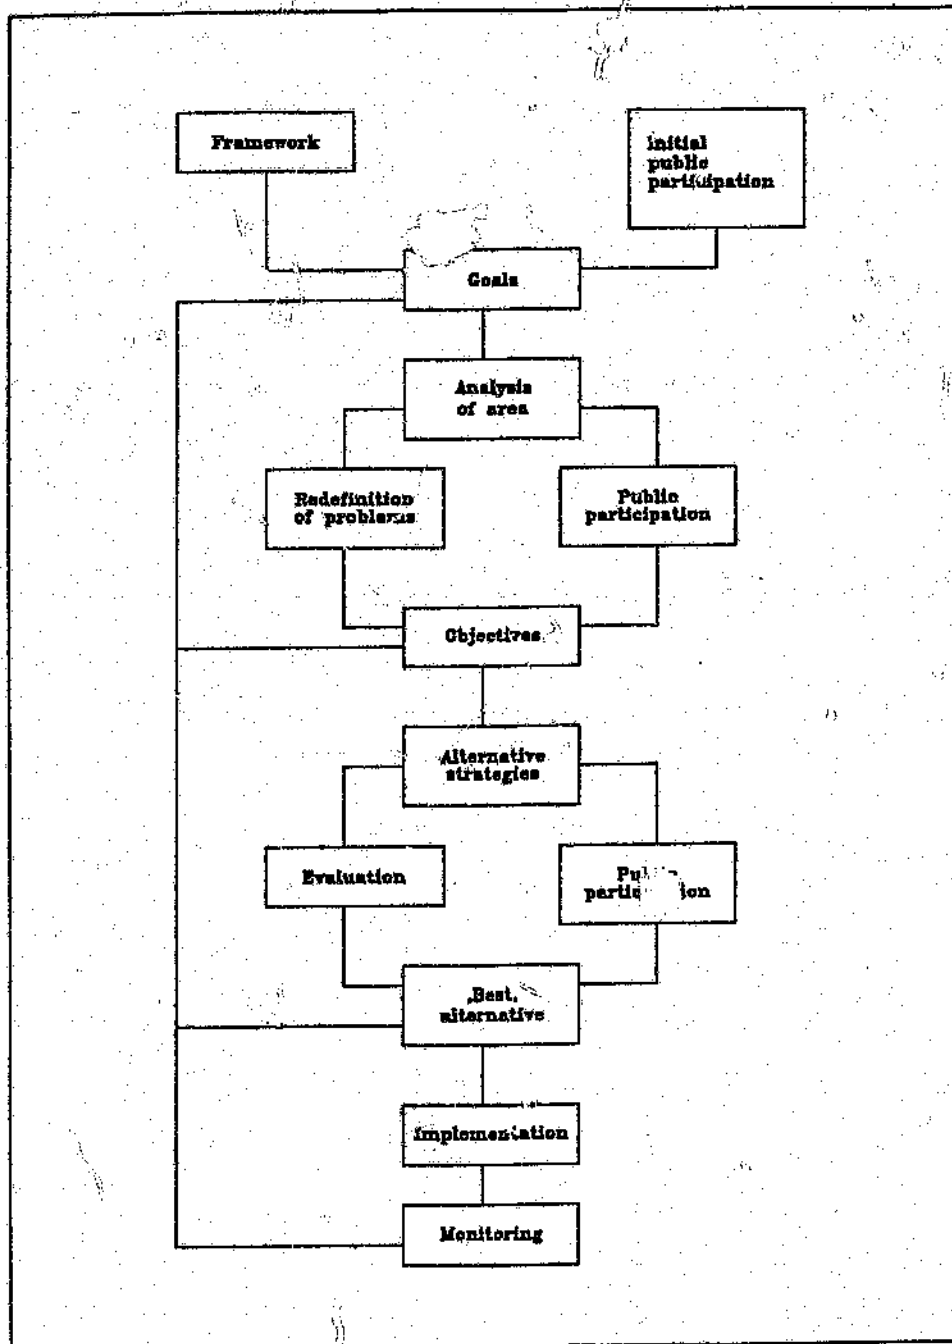 Framework
Initial
public
participation
Goals
Analysis
of area
Redefinition
of problems
Public
participation
Objectives
Alternative
strategies
Evaluation
Best
alternative
Implementation
Monitoring